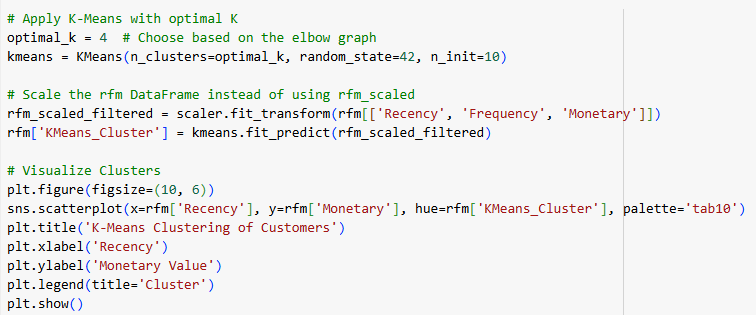 # Apply K-Means with optimal K
optimal_k = 4  # Choose based on the elbow graph
kmeans = KMeans(n_clusters=optimal_k, random_state=42, n_init=10)
# Scale the rfm DataFrame instead of using rfm_scaled
rfm_scaled_filtered = scaler.fit_transform(rfm[['Recency', 'Frequency', 'Monetary']])
rfm['KMeans_Cluster'] = kmeans.fit_predict(rfm_scaled_filtered)
# Visualize Clusters
plt.figure(figsize=(10, 6))
sns.scatterplot(x=rfm['Recency'], y=rfm['Monetary'], hue=rfm['KMeans_Cluster'], palette='tab10')
plt.title('K-Means Clustering of Customers')
plt.xlabel('Recency')
plt.ylabel('Monetary Value')
plt.legend(title='Cluster')
plt.show()